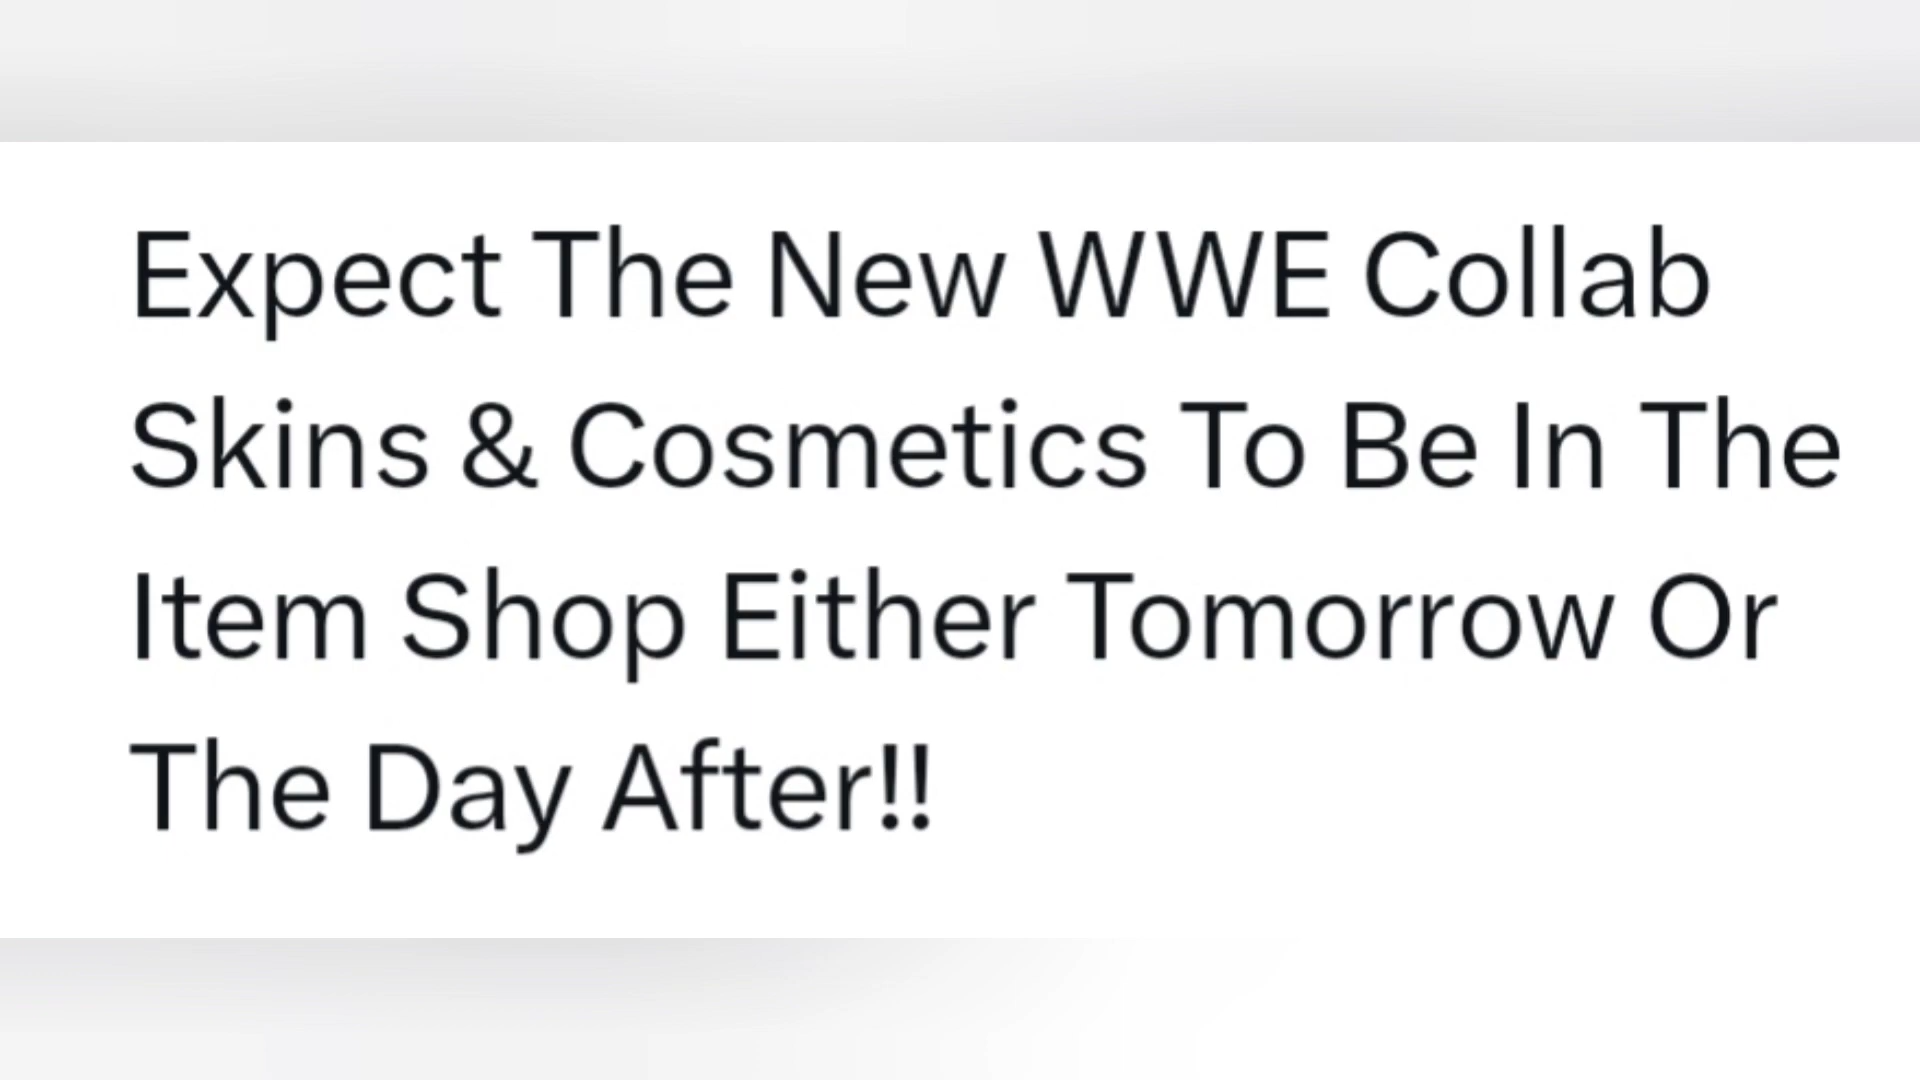 Expect The New WWE Collab
Skins & Cosmetics To Be In The
Item Shop Either Tomorrow Or
The Day After!!